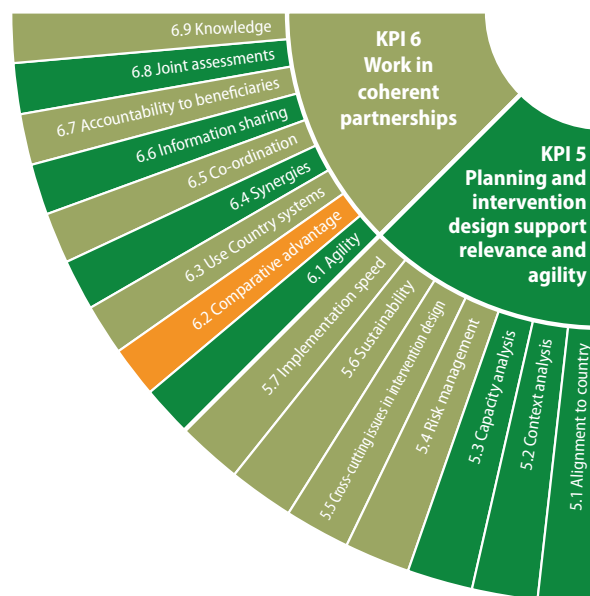 6.9 Knowledge
6.8 Joint assessments
6.7 Accountability to beneficiaries
6.6 Information sharing
6.5 Co-ordination
6.4 Synergies
6.3 Use Country systems
6.2 Comparative advantage
6.1 Agility
KPI 6
Work in
coherent
partnerships
KPI 5
Planning and
intervention
design support
relevance and
agility
5.7 Implementation speed
5.6 Sustainability
5.5 Cross-cutting issues in intervention design
5.4 Risk management
5.3 Capacity analysis
5.2 Context analysis
5.1 Alignment to country